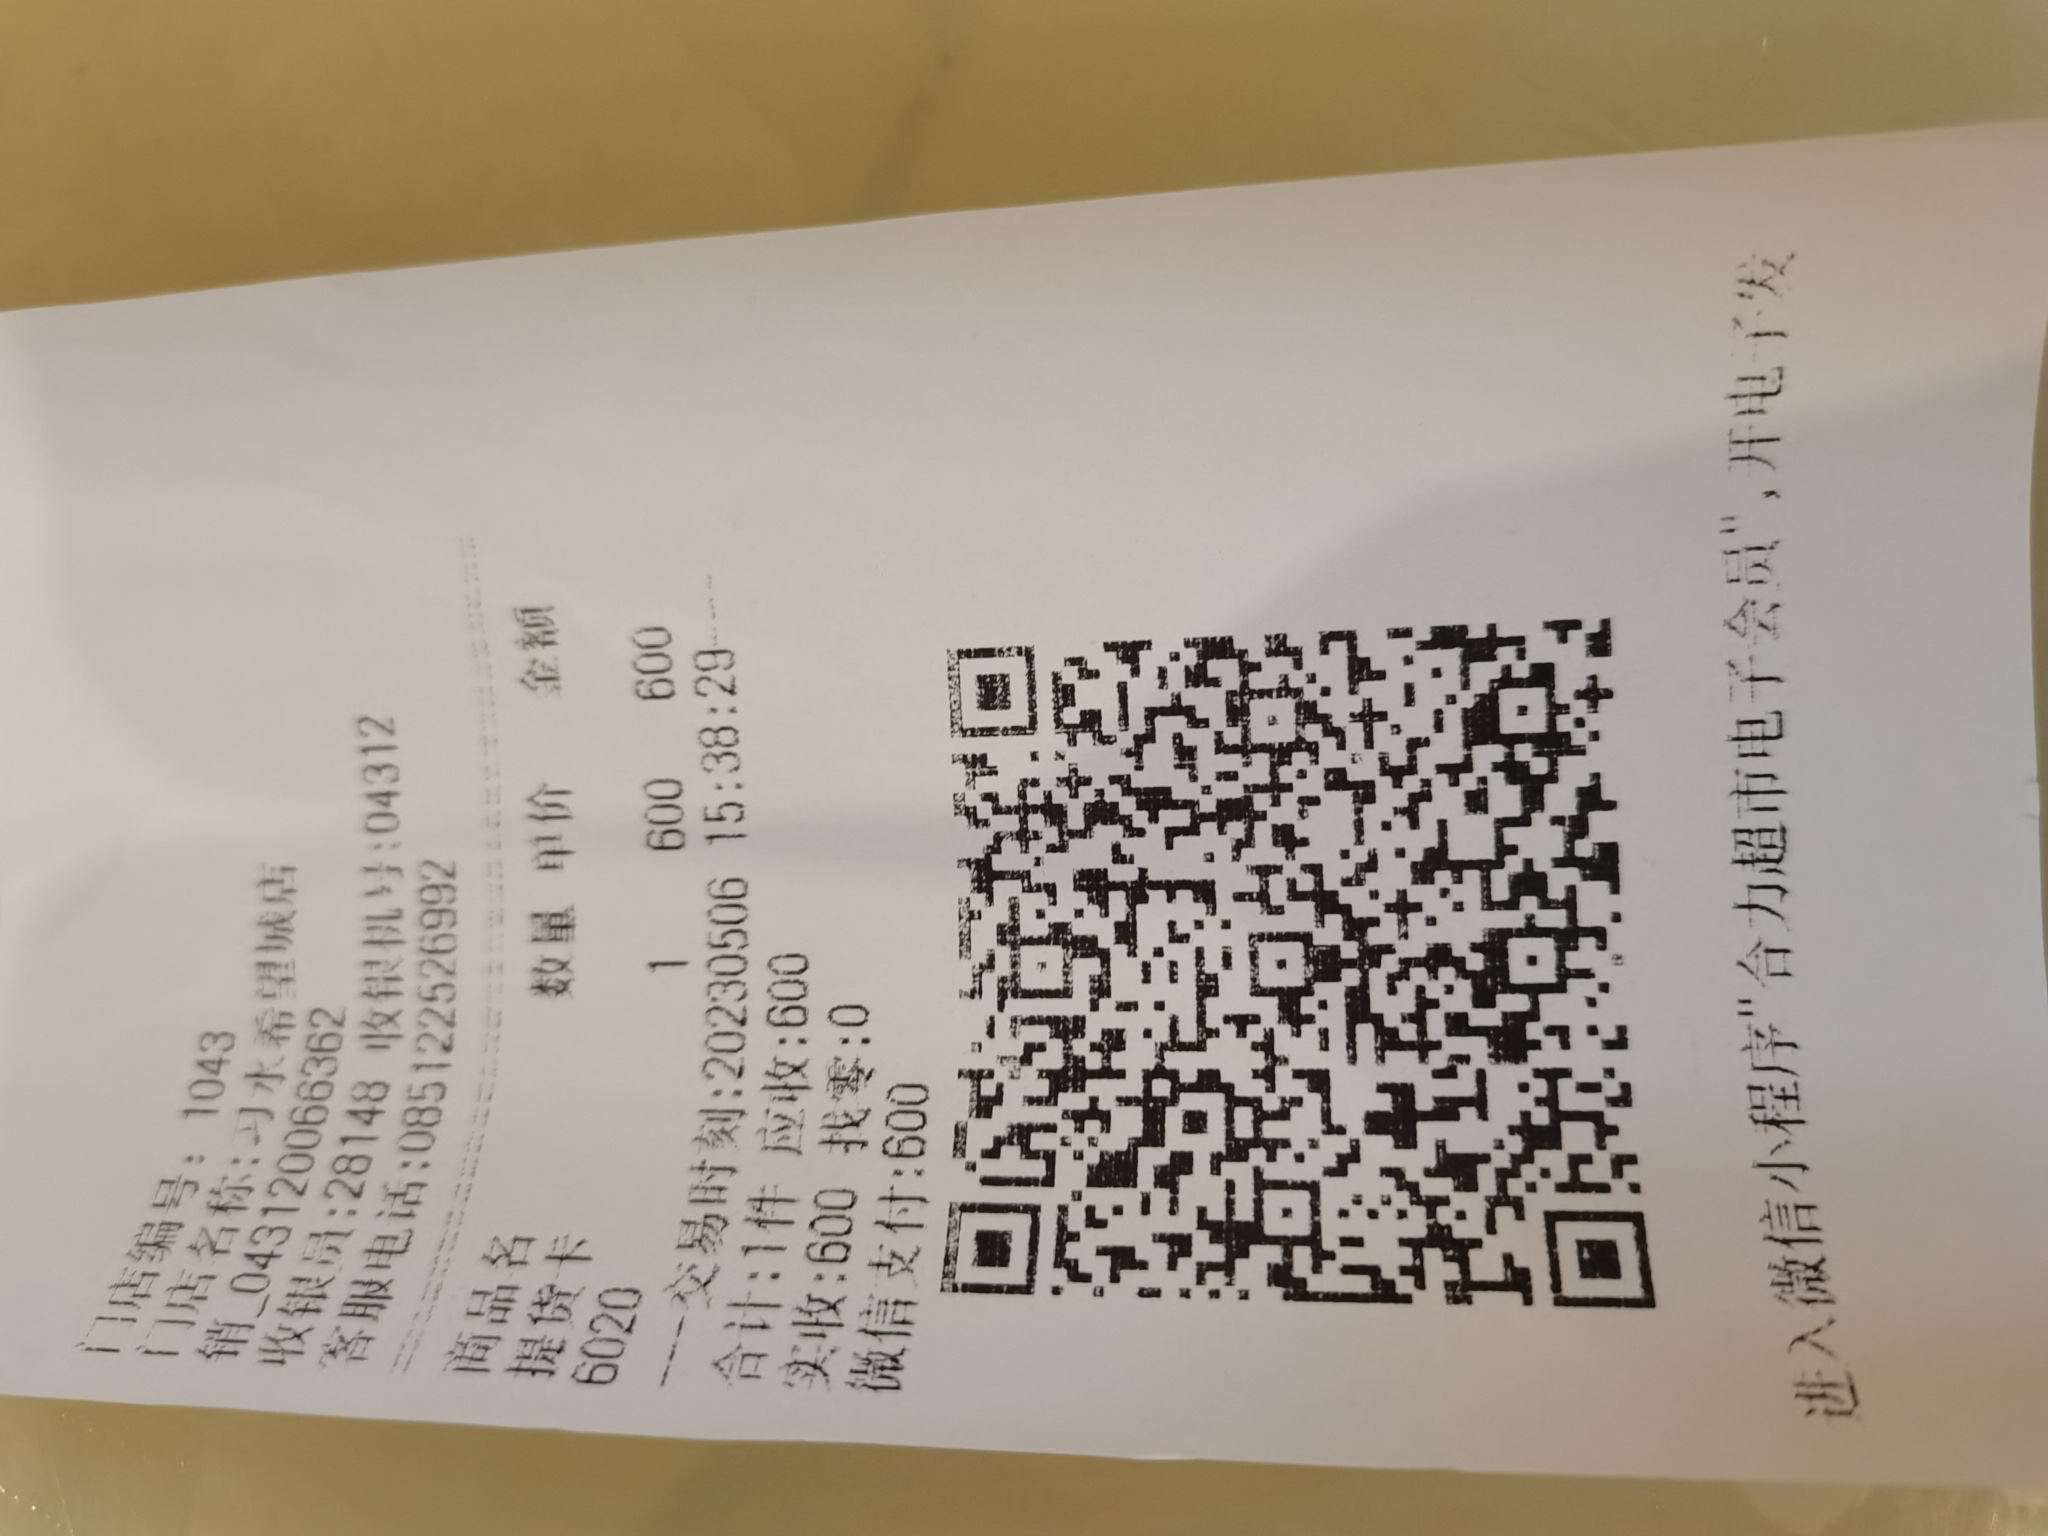 门店编号: 1043
门店名称:习水希望城店
销_04312006636​2
收银员:28148 收银机号:04312
客服电话:085122526992
商品名 数量 单价 金额
提货卡
6020 1 600 600
交易时刻:20230506 15:38:29
合计:1件 应收:600
实收:600 找零:0
微信支付:600
进入微信小程序"合力超市电子会员",开电子发